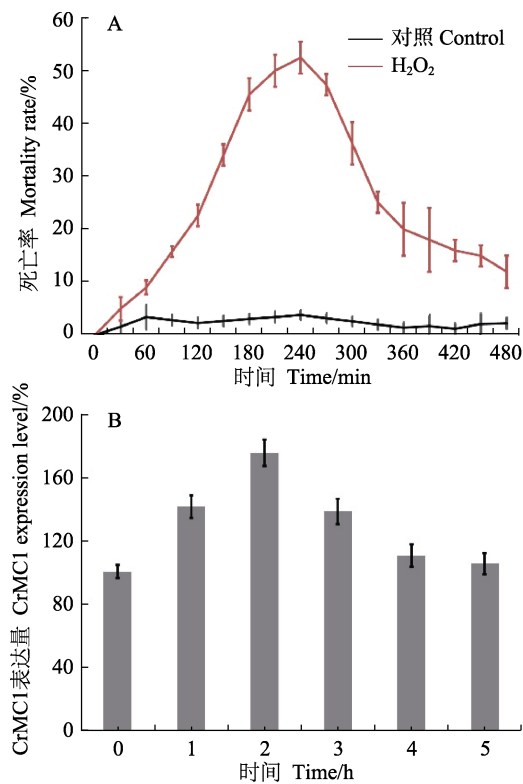 A
对照 Control
H₂O₂
死亡率 Mortality rate/%
60
50
40
30
20
10
0
0 60 120 180 240 300 360 420 480
时间 Time/min
B
CrMC1表达量 CrMC1 expression level/%
200
160
120
80
40
0
0 1 2 3 4 5
时间 Time/h